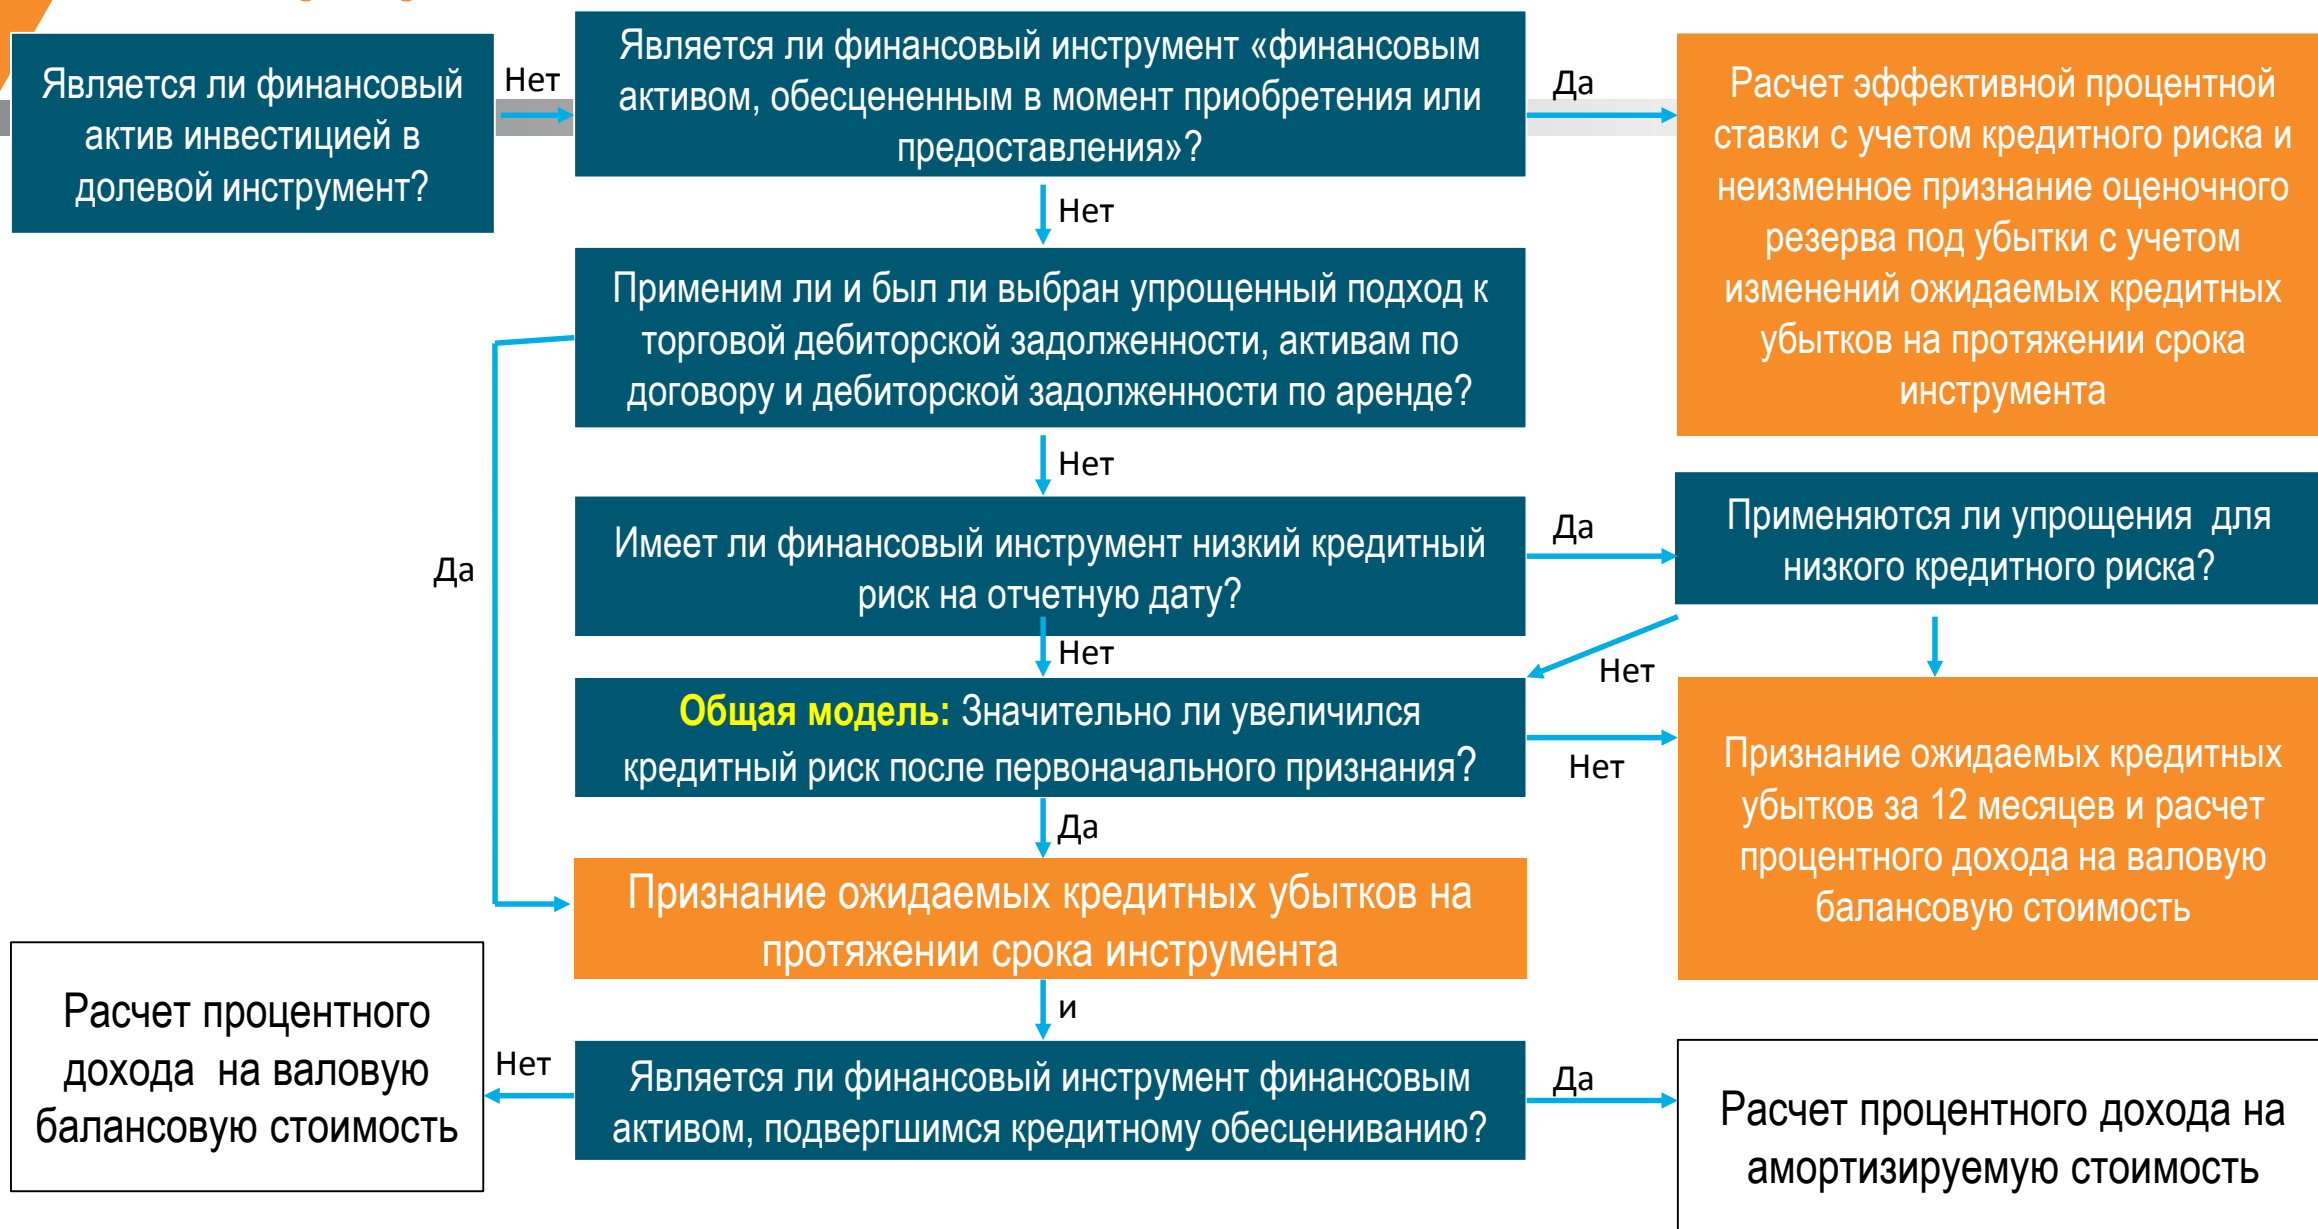 Является ли финансовый
актив инвестицией в
долевой инструмент?
Нет
Является ли финансовый инструмент «финансовым
активом, обесцененным в момент приобретения или
предоставления»?
Да
Расчет эффективной процентной
ставки с учетом кредитного риска и
неизменное признание оценочного
резерва под убытки с учетом
изменений ожидаемых кредитных
убытков на протяжении срока
инструмента
Нет
Применим ли и был ли выбран упрощенный подход к
торговой дебиторской задолженности, активам по
договору и дебиторской задолженности по аренде?
Да
Нет
Имеет ли финансовый инструмент низкий кредитный
риск на отчетную дату?
Да
Применяются ли упрощения для
низкого кредитного риска?
Нет
Нет
Общая модель: Значительно ли увеличился
кредитный риск после первоначального признания?
Нет
Признание ожидаемых кредитных
убытков за 12 месяцев и расчет
процентного дохода на валовую
балансовую стоимость
Да
Признание ожидаемых кредитных убытков на
протяжении срока инструмента
и
Является ли финансовый инструмент финансовым
активом, подвергшимся кредитному обесцениванию?
Нет
Расчет процентного
дохода на валовую
балансовую стоимость
Да
Расчет процентного дохода на
амортизируемую стоимость